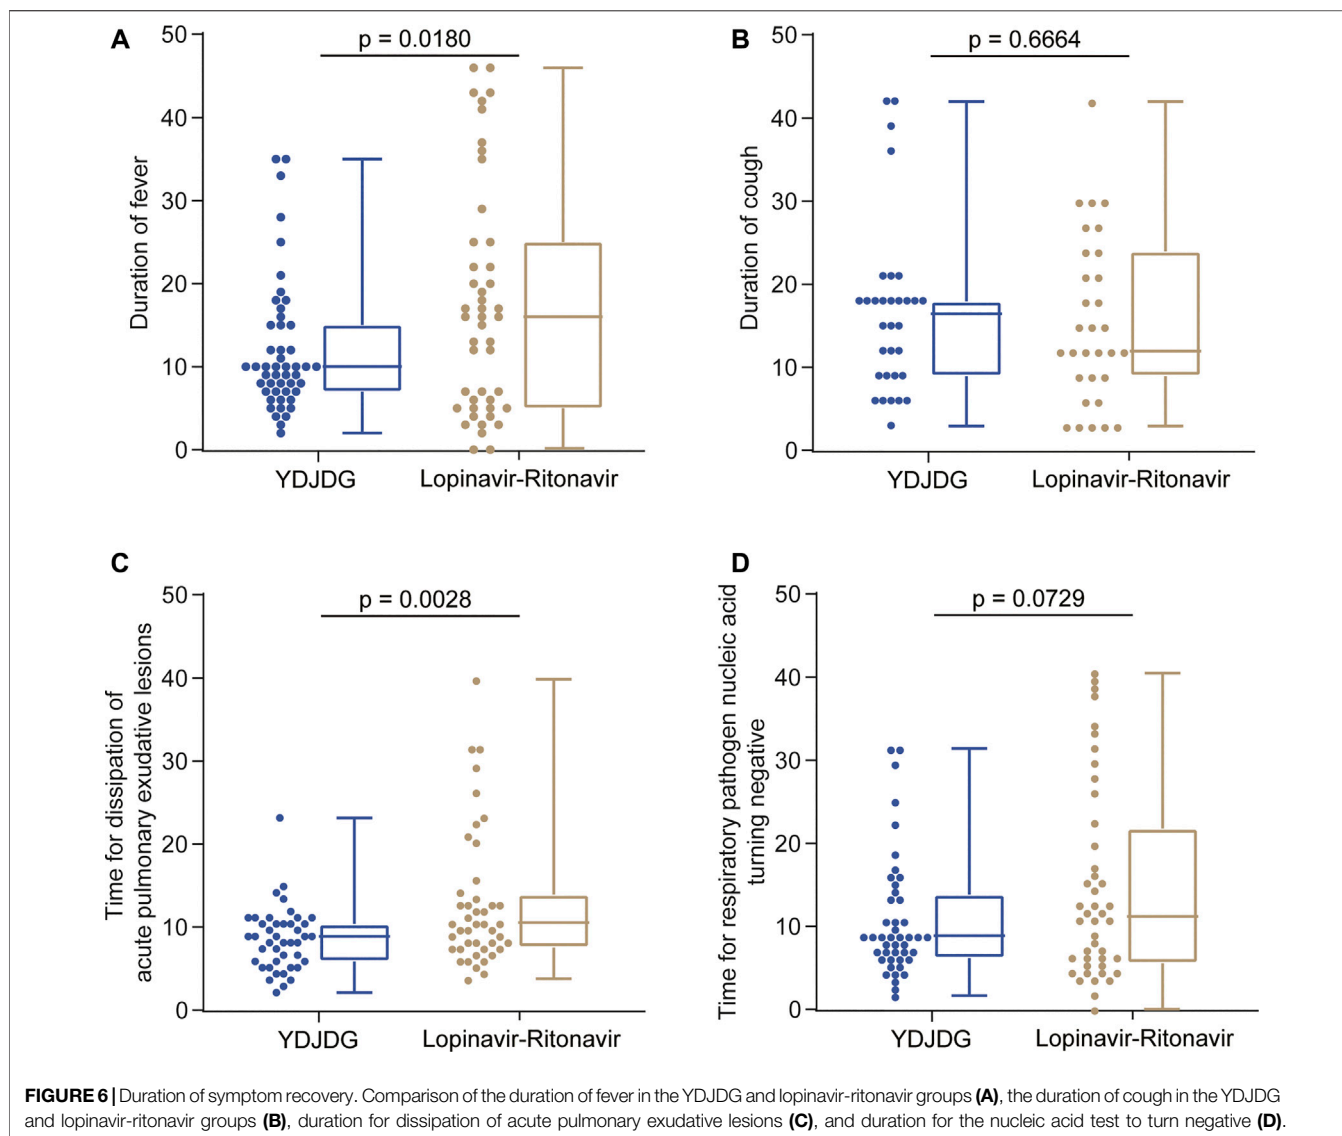 A
p = 0.0180
50
40
30
20
10
0
Duration of fever
YDJDG
Lopinavir-Ritonavir
B
p = 0.6664
50
40
30
20
10
0
Duration of cough
YDJDG
Lopinavir-Ritonavir
C
p = 0.0028
50
40
30
20
10
0
Time for dissipation of
acute pulmonary exudative lesions
YDJDG
Lopinavir-Ritonavir
D
p = 0.0729
50
40
30
20
10
0
Time for respiratory pathogen nucleic acid
turning negative
YDJDG
Lopinavir-Ritonavir
FIGURE 6 | Duration of symptom recovery. Comparison of the duration of fever in the YDJDG and lopinavir-ritonavir groups (A), the duration of cough in the YDJDG
and lopinavir-ritonavir groups (B), duration for dissipation of acute pulmonary exudative lesions (C), and duration for the nucleic acid test to turn negative (D).